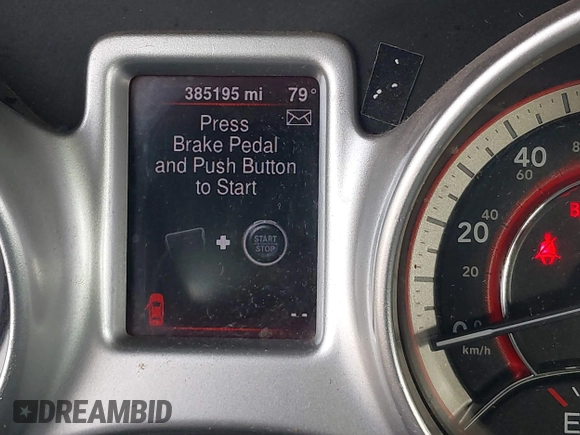 385195 mi 79°
Press
Brake Pedal
and Push Button
to Start
START
STOP
40
60
20
40
20
0
km/h
E
DREAMBID